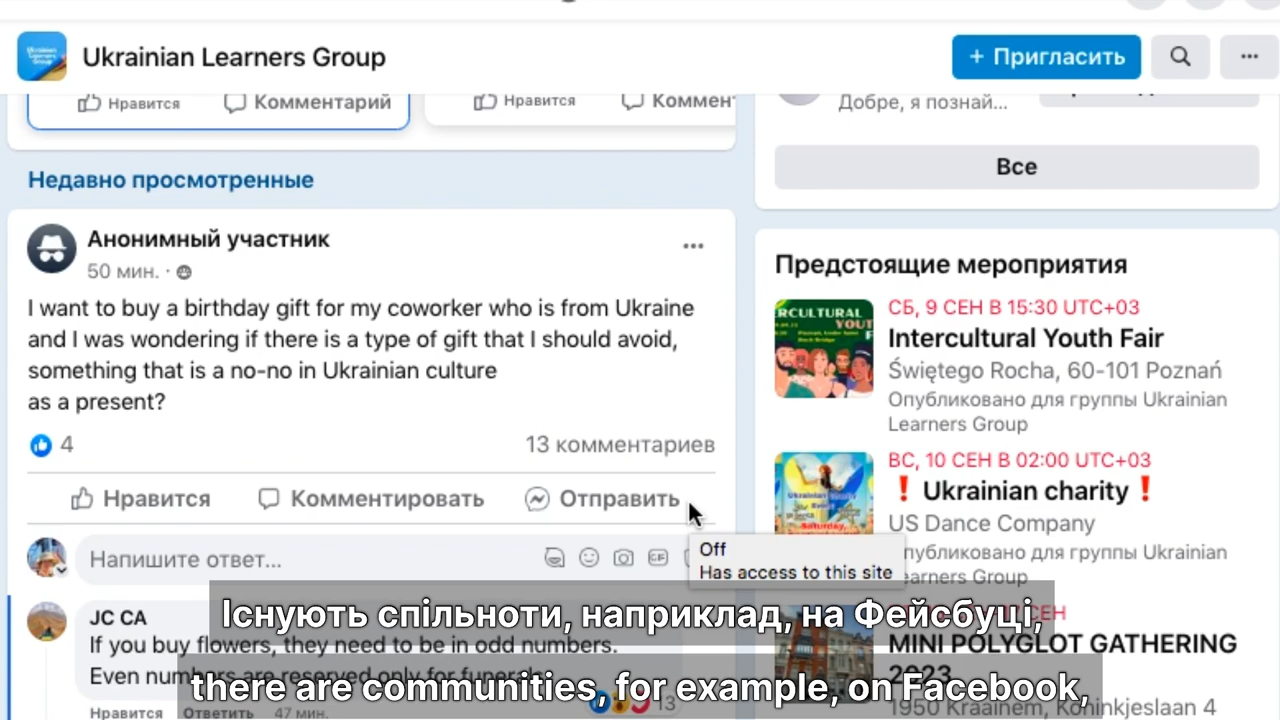 Ukrainian Learners Group
+ Пригласить
Нравится Комментарий
Нравится
Добре, я познай...
Все
Недавно просмотренные
Анонимный участник
50 мин. ·
I want to buy a birthday gift for my coworker who is from Ukraine
and I was wondering if there is a type of gift that I should avoid,
something that is a no-no in Ukrainian culture
as a present?
4
13 комментариев
Нравится Комментировать Отправить
Напишите ответ...
GIF
JC CA
If you buy flowers, they need to be in odd numbers.
Even numbers are reserved only for
Нравится Ответить 47 мин.
13
Предстоящие мероприятия
СБ, 9 СЕН В 15:30 UTC+03
Intercultural Youth Fair
Świętego Rocha, 60-101 Poznań
Опубликовано для группы Ukrainian
Learners Group
ВС, 10 СЕН В 02:00 UTC+03
❗ Ukrainian charity ❗
US Dance Company
Опубликовано для группы Ukrainian
Learners Group
СЕН
MINI POLYGLOT GATHERING
2023
1950 Kraainem, Koninkjeslaan 4
Off
Has access to this site
Існують спільноти, наприклад, на Фейсбуці,
there are communities, for example, on Facebook,